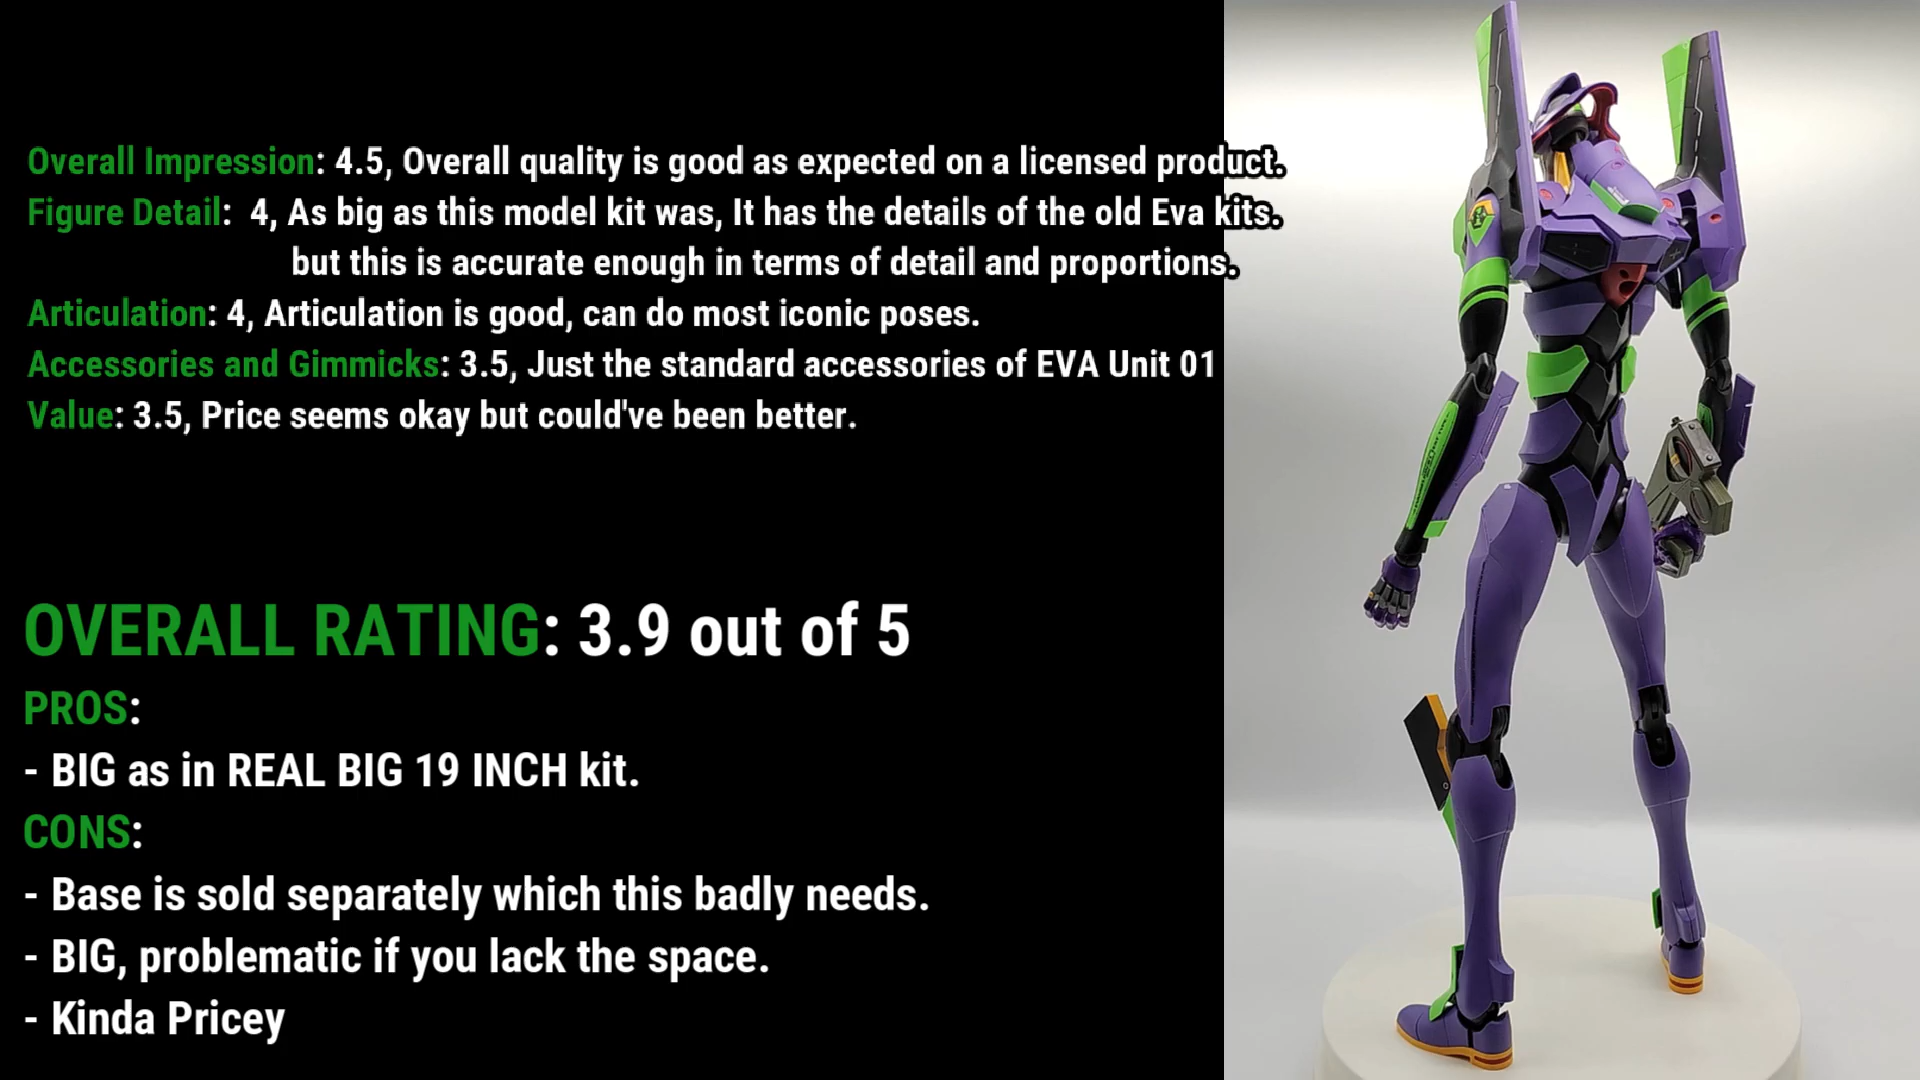 Overall Impression: 4.5, Overall quality is good as expected on a licensed product.
Figure Detail:  4, As big as this model kit was, It has the details of the old Eva kits.
but this is accurate enough in terms of detail and proportions.
Articulation: 4, Articulation is good, can do most iconic poses.
Accessories and Gimmicks: 3.5, Just the standard accessories of EVA Unit 01
Value: 3.5, Price seems okay but could've been better.
OVERALL RATING: 3.9 out of 5
PROS:
- BIG as in REAL BIG 19 INCH kit.
CONS:
- Base is sold separately which this badly needs.
- BIG, problematic if you lack the space.
- Kinda Pricey